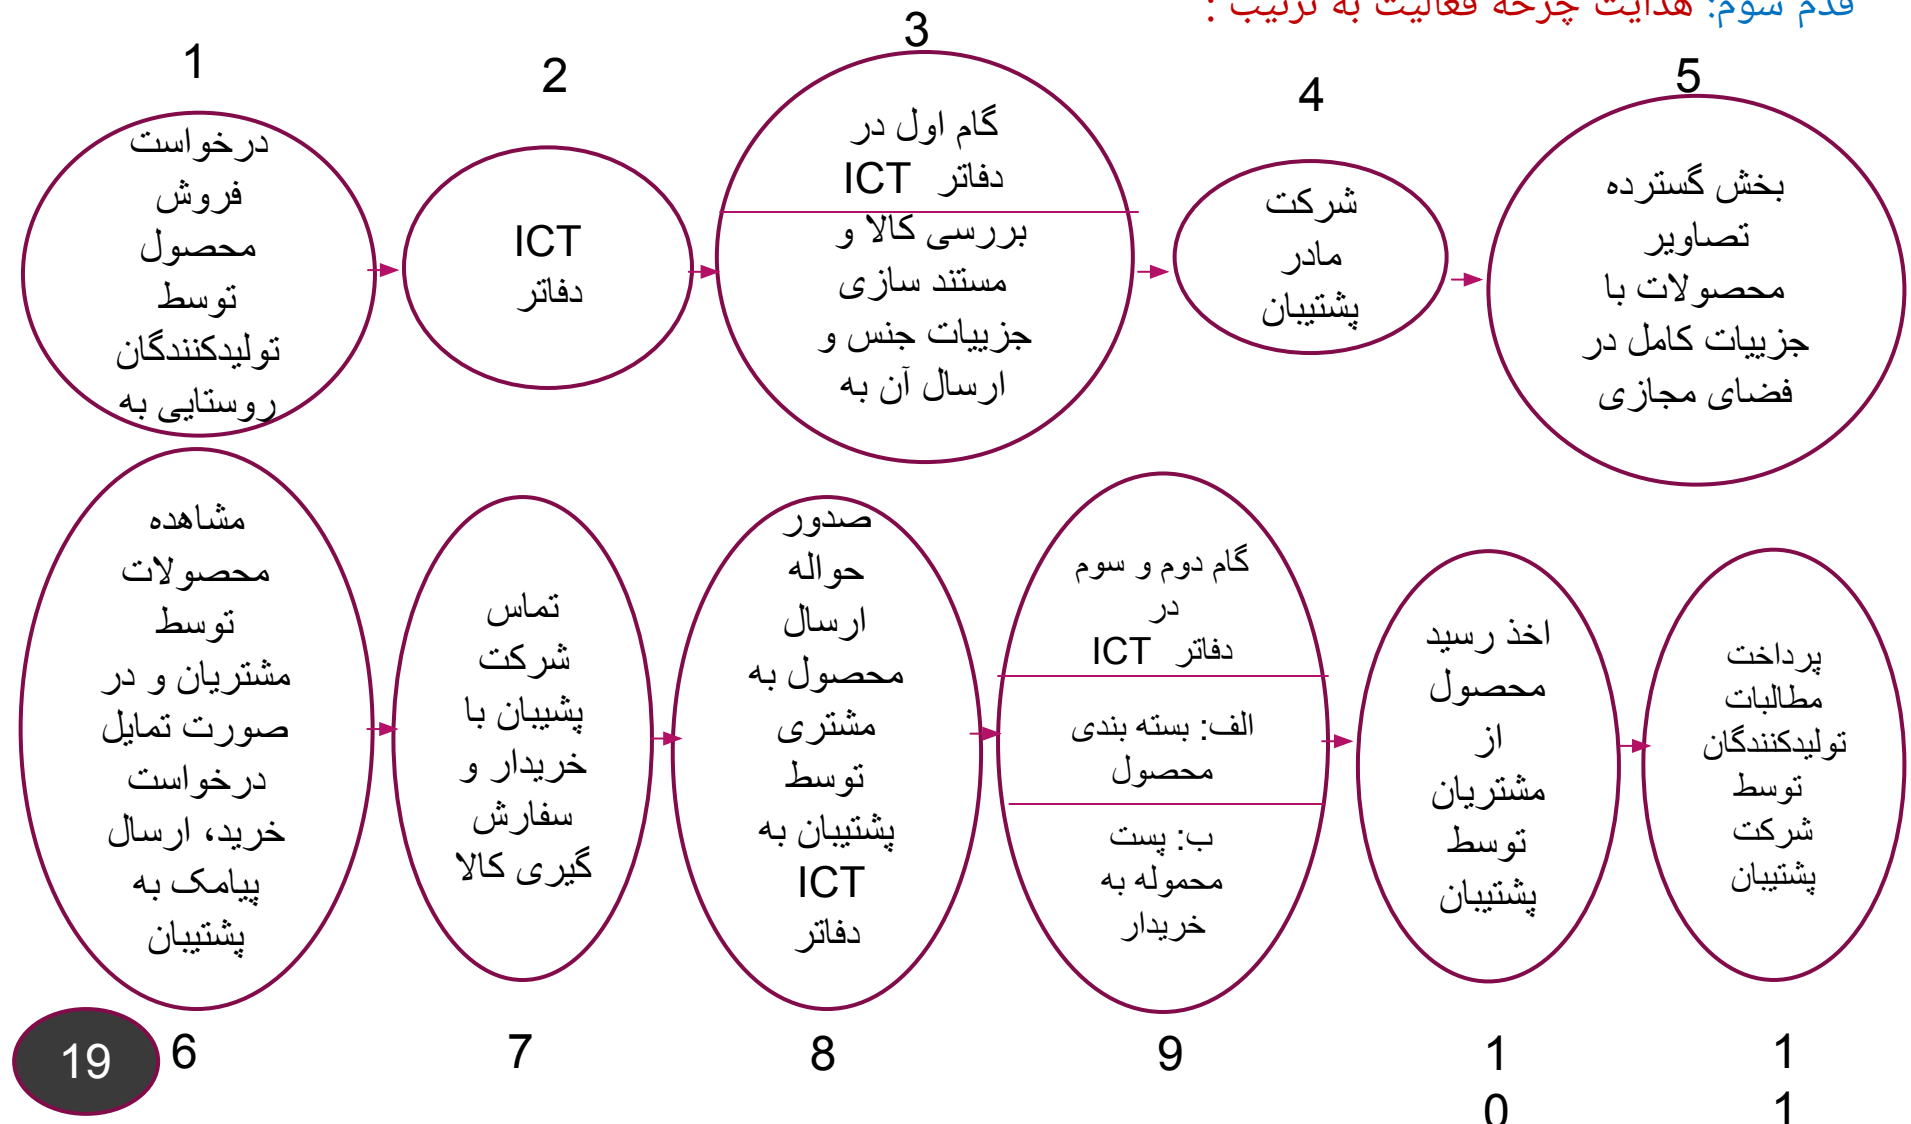 قدم سوم: هدایت چرخه فعالیت به ترتیب :
1
درخواست
فروش
محصول
توسط
تولیدکنندگان
روستایی به
2
ICT
دفاتر
3
گام اول در
دفاتر ICT
بررسی کالا و
مستند سازی
جزییات جنس و
ارسال آن به
4
شرکت
مادر
پشتیبان
5
بخش گسترده
تصاویر
محصولات با
جزییات کامل در
فضای مجازی
مشاهده
محصولات
توسط
مشتریان و در
صورت تمایل
درخواست
خرید، ارسال
پیامک به
پشتیبان
6
تماس
شرکت
پشیبان با
خریدار و
سفارش
گیری کالا
7
صدور
حواله
ارسال
محصول به
مشتری
توسط
پشتیبان به
ICT
دفاتر
8
گام دوم و سوم
در
دفاتر ICT
الف: بسته بندی
محصول
ب: پست
محموله به
خریدار
9
اخذ رسید
محصول
از
مشتریان
توسط
پشتیبان
1
0
پرداخت
مطالبات
تولیدکنندگان
توسط
شرکت
پشتیبان
1
1
19